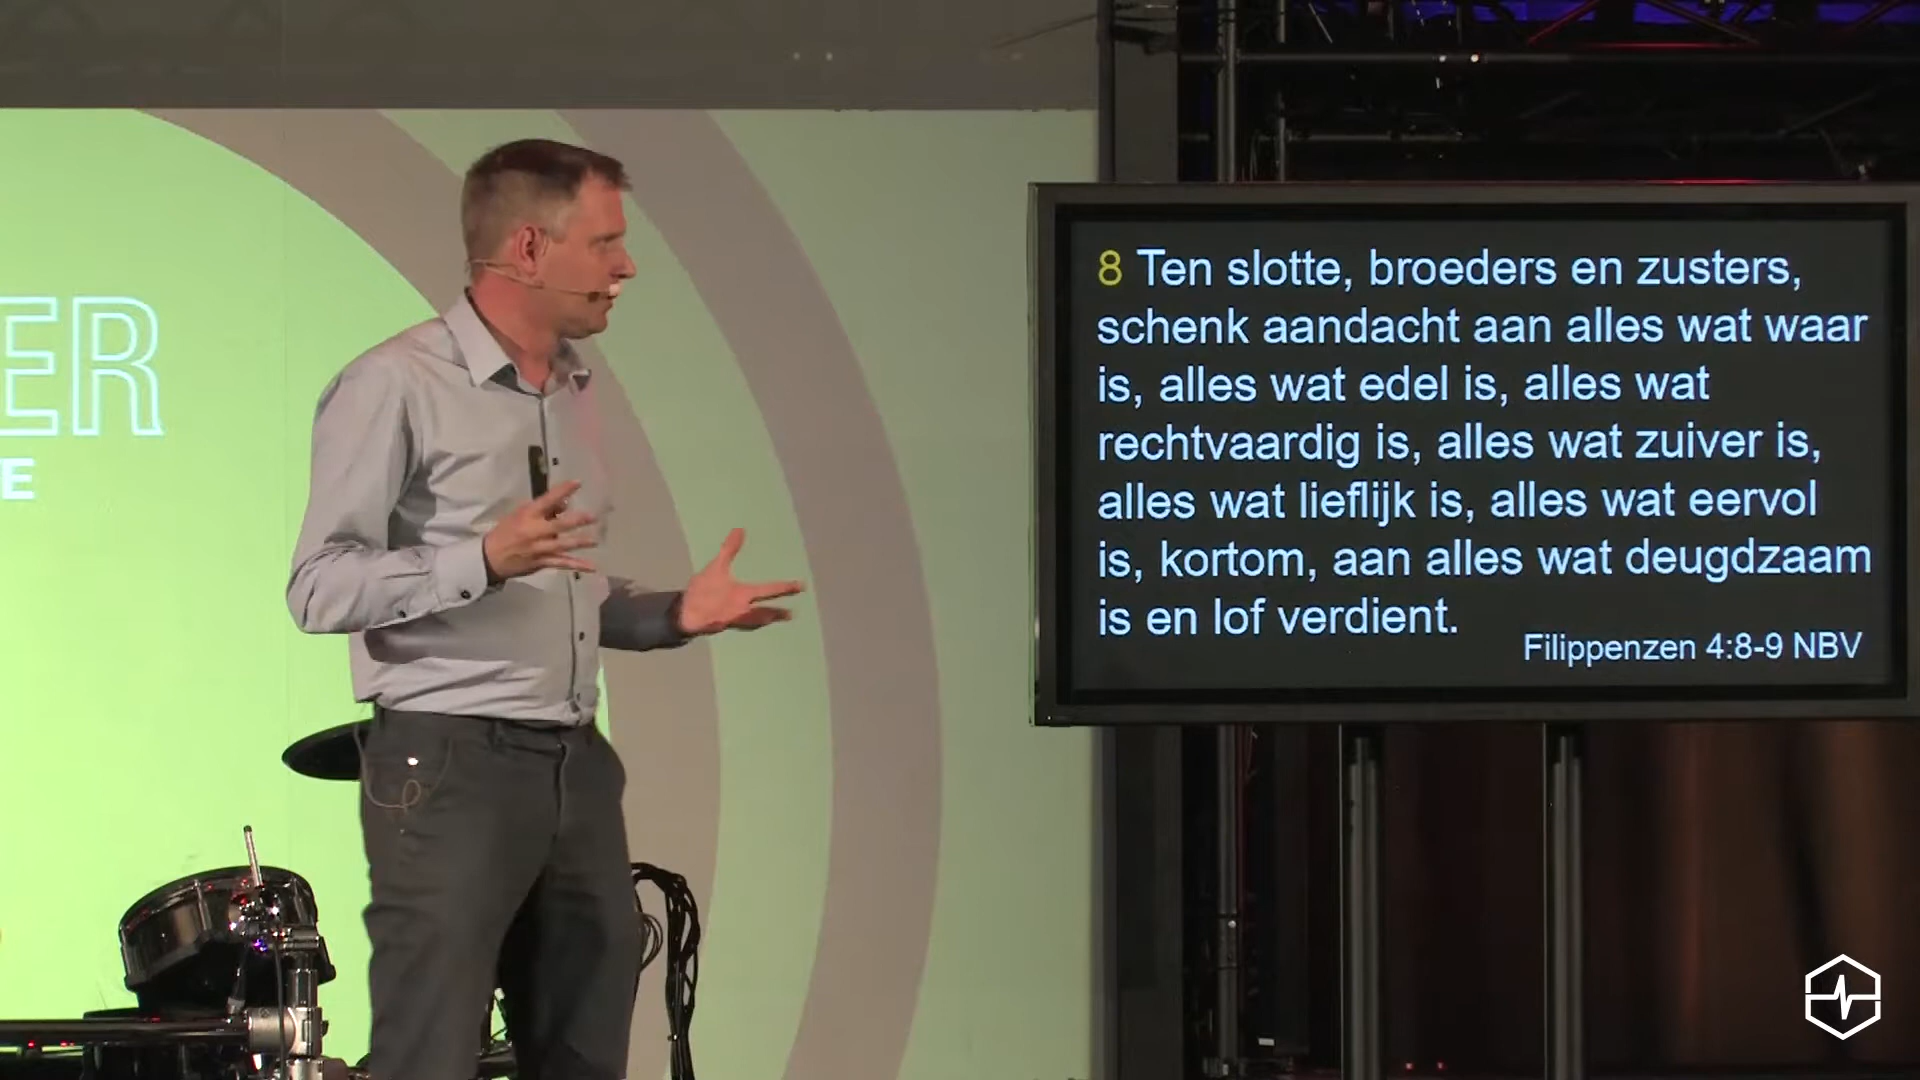 ER
E
8 Ten slotte, broeders en zusters,
schenk aandacht aan alles wat waar
is, alles wat edel is, alles wat
rechtvaardig is, alles wat zuiver is,
alles wat lieflijk is, alles wat eervol
is, kortom, aan alles wat deugdzaam
is en lof verdient.
Filippenzen 4:8-9 NBV